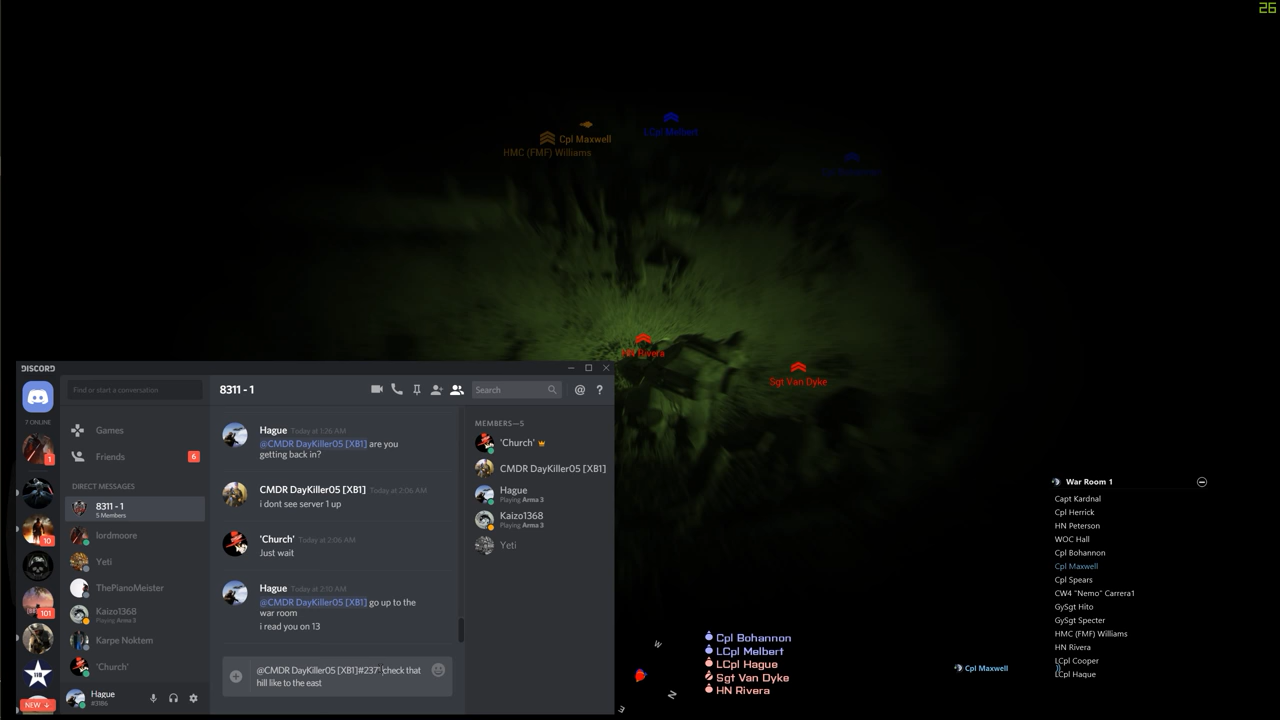 26
Cpl Maxwell
HMC (FMF) Williams
LCpl Melbert
HN Rivera
Sgt Van Dyke
DISCORD
7 ONLINE
1
10
101
11B
NEW ↓
Find or start a conversation
Games
Friends
6
DIRECT MESSAGES
8311 - 1
5 Members
lordmoore
Yeti
ThePianoMeister
Kaizo1368
Playing Arma 3
Karpe Noktem
'Church'
Hague
#3186
8311 - 1
Search
@
?
Hague Today at 1:36 AM
@CMDR DayKiller05 [XB1] are you
getting back in?
CMDR DayKiller05 [XB1] Today at 2:06 AM
i dont see server 1 up
'Church' Today at 2:06 AM
Just wait
Hague Today at 2:10 AM
@CMDR DayKiller05 [XB1] go up to the
war room
i read you on 13
@CMDR DayKiller05 [XB1]#237 check that
hill like to the east
MEMBERS—5
'Church'
CMDR DayKiller05 [XB1]
Hague
Playing Arma 3
Kaizo1368
Playing Arma 3
Yeti
W
N
E
Cpl Bohannon
LCpl Melbert
LCpl Hague
Sgt Van Dyke
HN Rivera
Cpl Maxwell
War Room 1
Capt Kardnal
Cpl Herrick
HN Peterson
WOC Hall
Cpl Bohannon
Cpl Maxwell
Cpl Spears
CW4 "Nemo" Carrera1
GySgt Hito
GySgt Specter
HMC (FMF) Williams
HN Rivera
LCpl Cooper
LCpl Hague